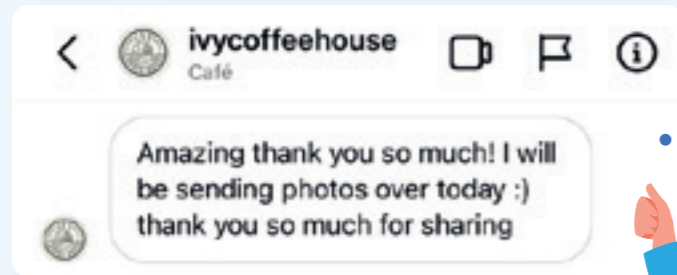 ivycoffeehouse
Café
Amazing thank you so much! I will
be sending photos over today :)
thank you so much for sharing